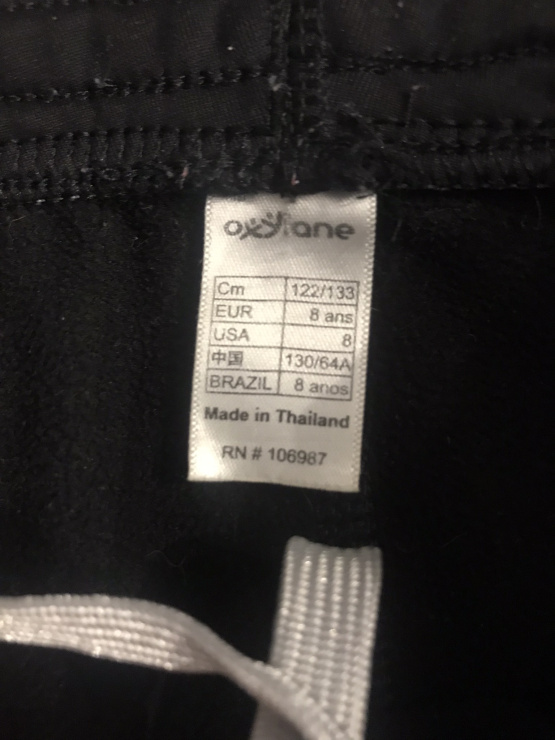 oxylane
Cm 122/133
EUR 8 ans
USA 8
中国 130/64A
BRAZIL 8 anos
Made in Thailand
RN # 106987